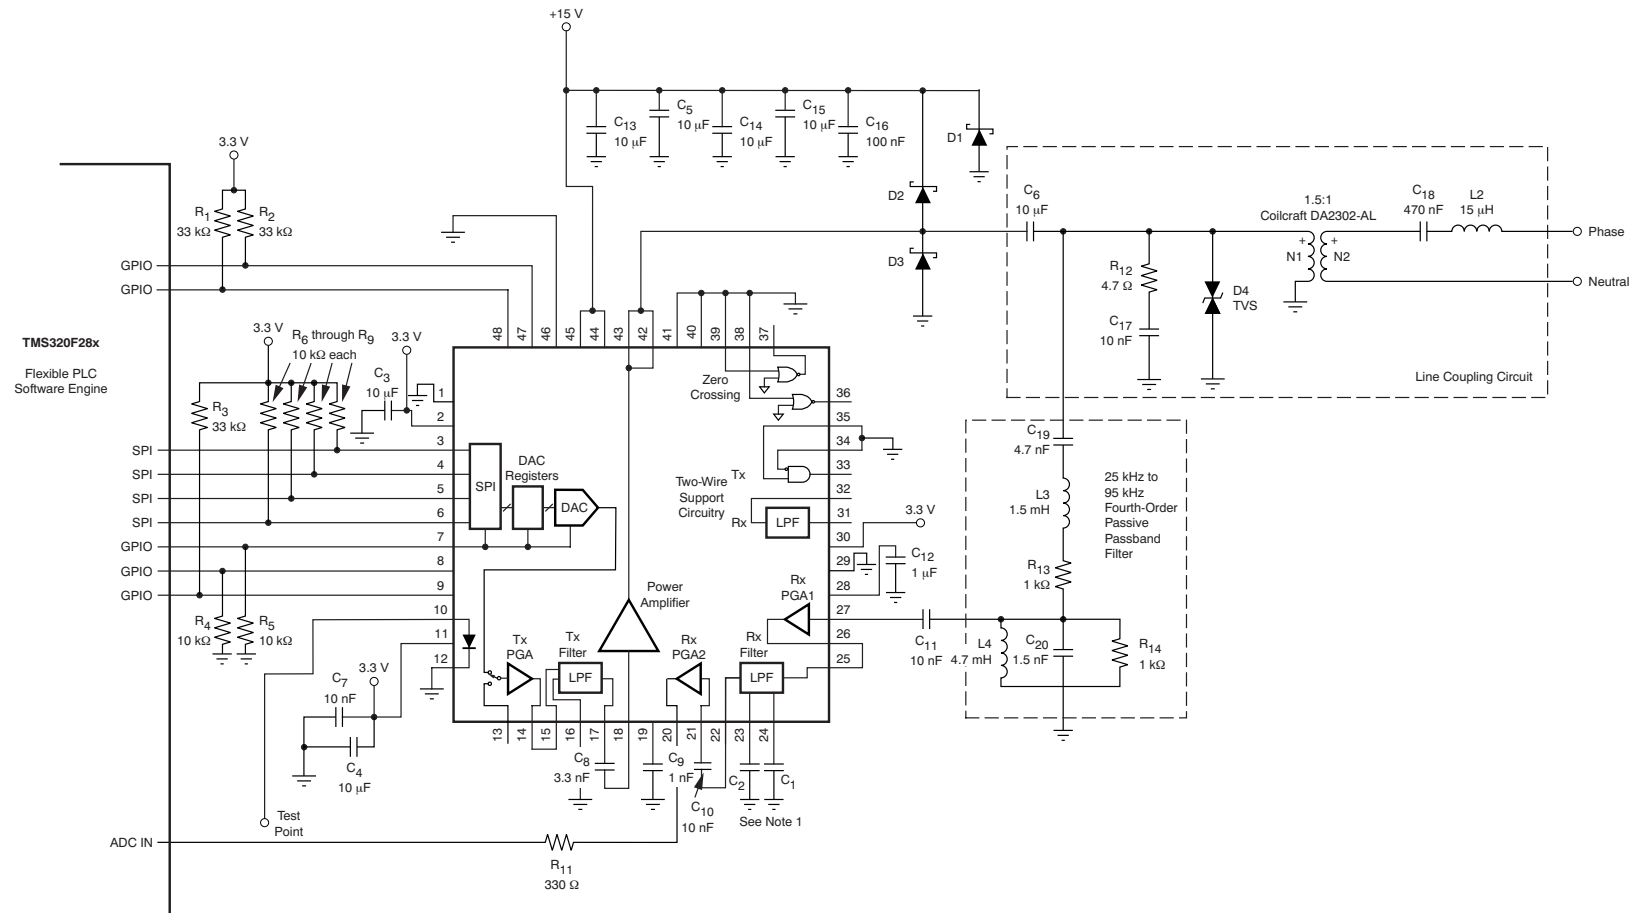 +15 V
C13
10 μF
C5
10 μF
C14
10 μF
C15
10 μF
C16
100 nF
D1
D2
D3
3.3 V
R1
33 kΩ
R2
33 kΩ
GPIO
GPIO
C6
10 μF
1.5:1
Coilcraft DA2302-AL
C18
470 nF
L2
15 μH
Phase
+
N1
+
N2
Neutral
R12
4.7 Ω
C17
10 nF
D4
TVS
Line Coupling Circuit
TMS320F28x
Flexible PLC
Software Engine
3.3 V
R6 through R9
10 kΩ each
3.3 V
C3
10 μF
R3
33 kΩ
SPI
SPI
SPI
SPI
GPIO
GPIO
GPIO
R4
10 kΩ
R5
10 kΩ
48
47
46
45
44
43
42
41
40
39
38
37
1
2
3
4
5
6
7
8
9
10
11
12
36
35
34
33
32
31
30
29
28
27
26
25
13
14
15
16
17
18
19
20
21
22
23
24
Zero
Crossing
SPI
DAC
Registers
DAC
Two-Wire
Support
Circuitry
Tx
Rx
LPF
3.3 V
C12
1 μF
Power
Amplifier
Rx
PGA1
Tx
PGA
Tx
Filter
LPF
Rx
PGA2
Rx
Filter
LPF
C11
10 nF
C19
4.7 nF
L3
1.5 mH
R13
1 kΩ
25 kHz to
95 kHz
Fourth-Order
Passive
Passband
Filter
L4
4.7 mH
C20
1.5 nF
R14
1 kΩ
3.3 V
C7
10 nF
C4
10 μF
Test
Point
C8
3.3 nF
C9
1 nF
C10
10 nF
C2
C1
See Note 1
ADC IN
R11
330 Ω